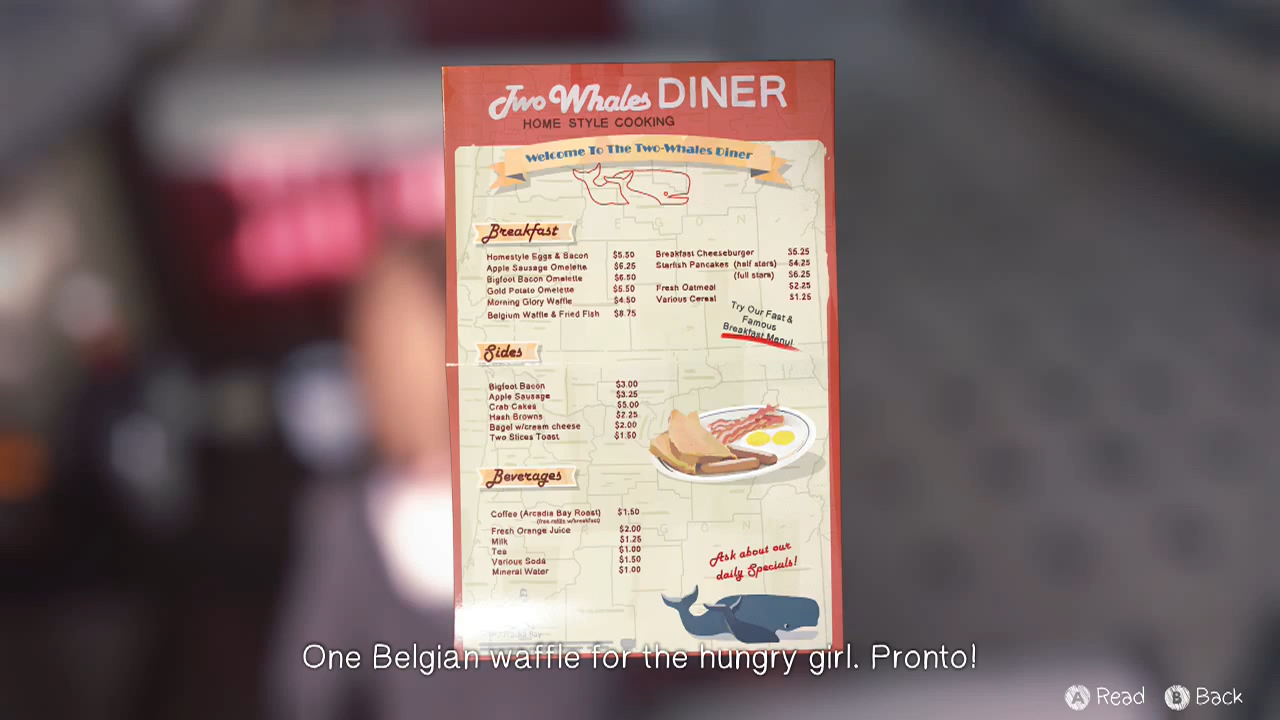 Two Whales DINER
HOME STYLE COOKING
Welcome To The Two-Whales Diner
Breakfast
Homestyle Eggs & Bacon $5.50
Apple Sausage Omelette $6.25
Bigfoot Bacon Omelette $6.50
Gold Potato Omelette $5.50
Morning Glory Waffle $4.50
Belgium Waffle & Fried Fish $8.75
Breakfast Cheeseburger $5.25
Starfish Pancakes (half stars) $4.25
(full stars) $6.25
Fresh Oatmeal $2.25
Various Cereal $1.25
Try Our Fast &
Famous
Breakfast Menu!
Sides
Bigfoot Bacon $3.00
Apple Sausage $3.25
Crab Cakes $5.00
Hash Browns $2.25
Bagel w/cream cheese $2.00
Two Slices Toast $1.50
Beverages
Coffee (Arcadia Bay Roast) $1.50
(free refills w/breakfast)
Fresh Orange Juice $2.00
Milk $1.25
Tea $1.00
Various Soda $1.50
Mineral Water $1.00
Ask about our
daily Specials!
One Belgian waffle for the hungry girl. Pronto!
A Read B Back